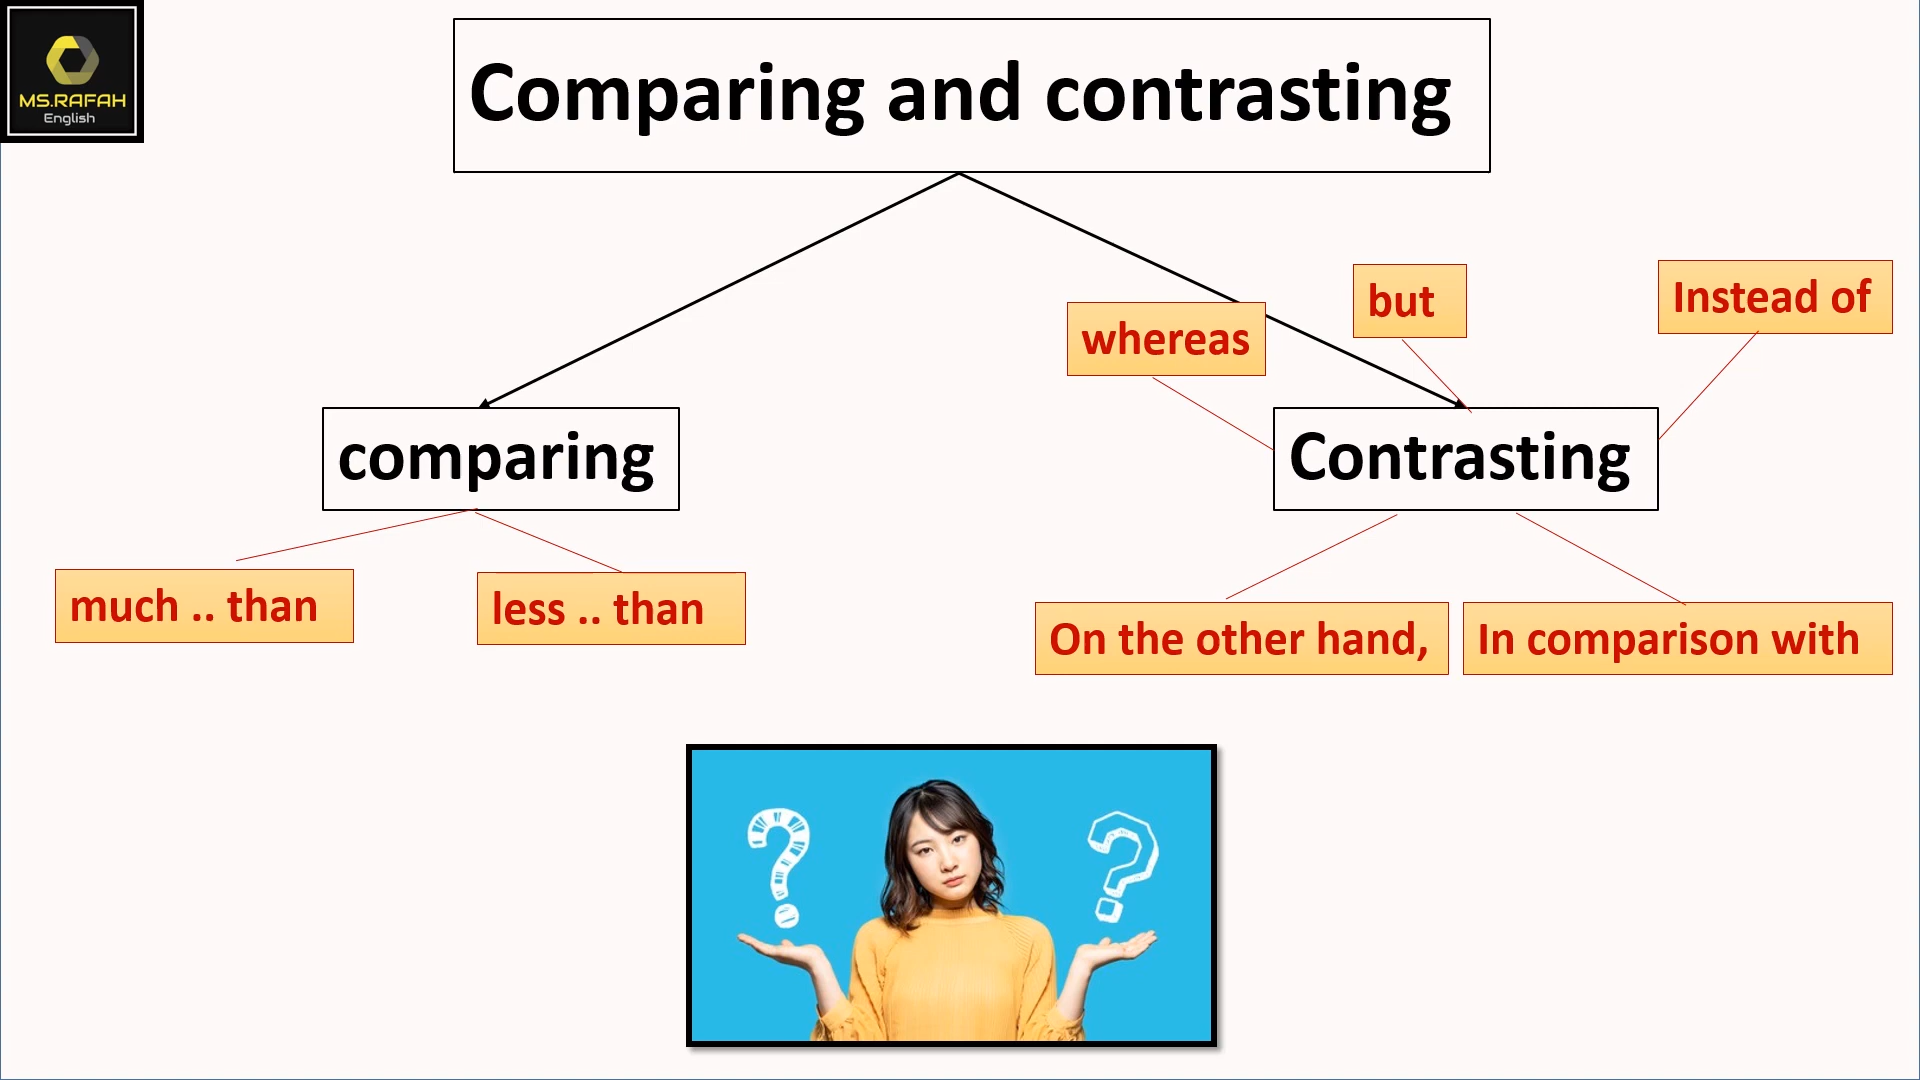 MS.RAFAH
English
Comparing and contrasting
whereas
but
Instead of
comparing
Contrasting
much .. than
less .. than
On the other hand,
In comparison with
? ?